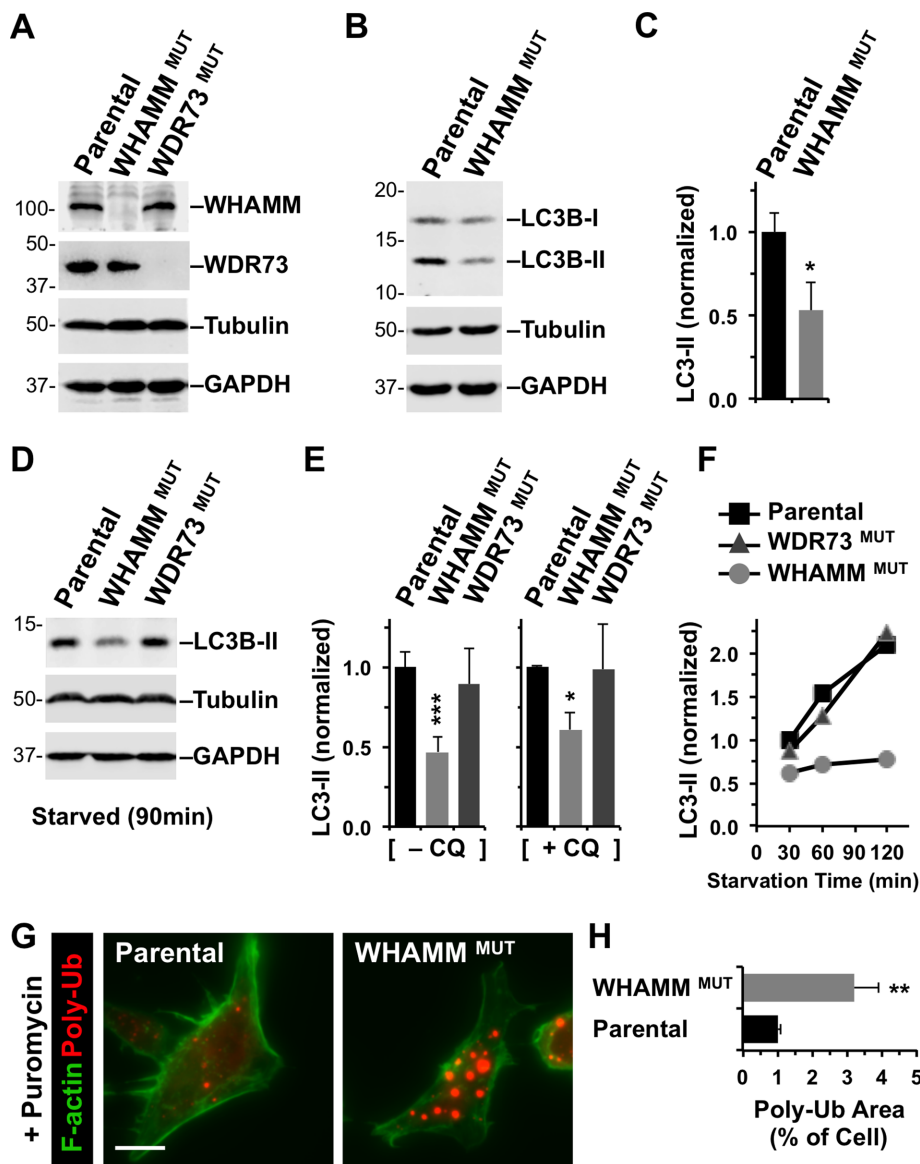 A
Parental
WHAMM MUT
WDR73 MUT
100-
–WHAMM
50-
–WDR73
37-
50-
–Tubulin
37-
–GAPDH
B
Parental
WHAMM MUT
20-
–LC3B-I
15-
–LC3B-II
10-
50-
–Tubulin
37-
–GAPDH
C
Parental
WHAMM MUT
LC3-II (normalized)
1.0
0.5
0.0
*
D
Parental
WHAMM MUT
WDR73 MUT
15-
–LC3B-II
50-
–Tubulin
37-
–GAPDH
Starved (90min)
E
Parental
WHAMM MUT
WDR73 MUT
Parental
WHAMM MUT
WDR73 MUT
LC3-II (normalized)
1.0
0.5
0.0
***
[ – CQ ]
1.0
0.5
0.0
*
[ + CQ ]
F
Parental
WDR73 MUT
WHAMM MUT
LC3-II (normalized)
2.0
1.5
1.0
0.5
0.0
0 30 60 90 120
Starvation Time (min)
G
+ Puromycin
F-actin Poly-Ub
Parental
WHAMM MUT
H
WHAMM MUT
**
Parental
0 1 2 3 4 5
Poly-Ub Area
(% of Cell)